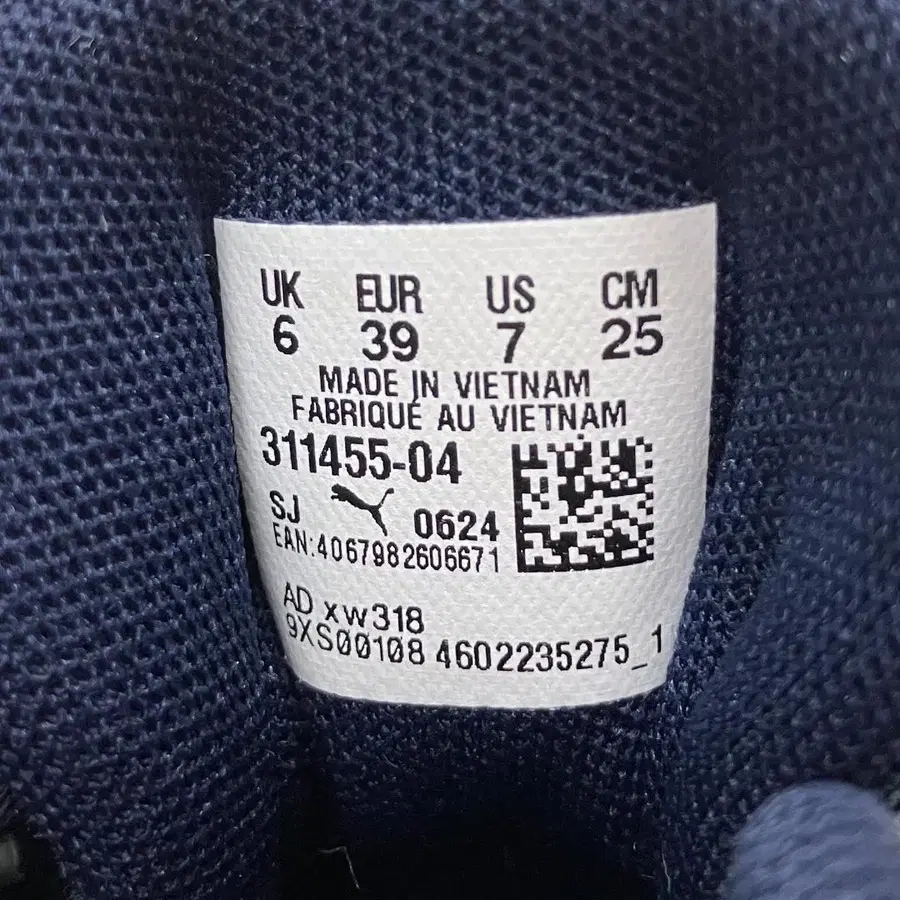 UK EUR US CM
6 39 7 25
MADE IN VIETNAM
FABRIQUÉ AU VIETNAM
311455-04
SJ 0624
EAN:4067982606671
AD xw318
9XS00108 4602235275_1